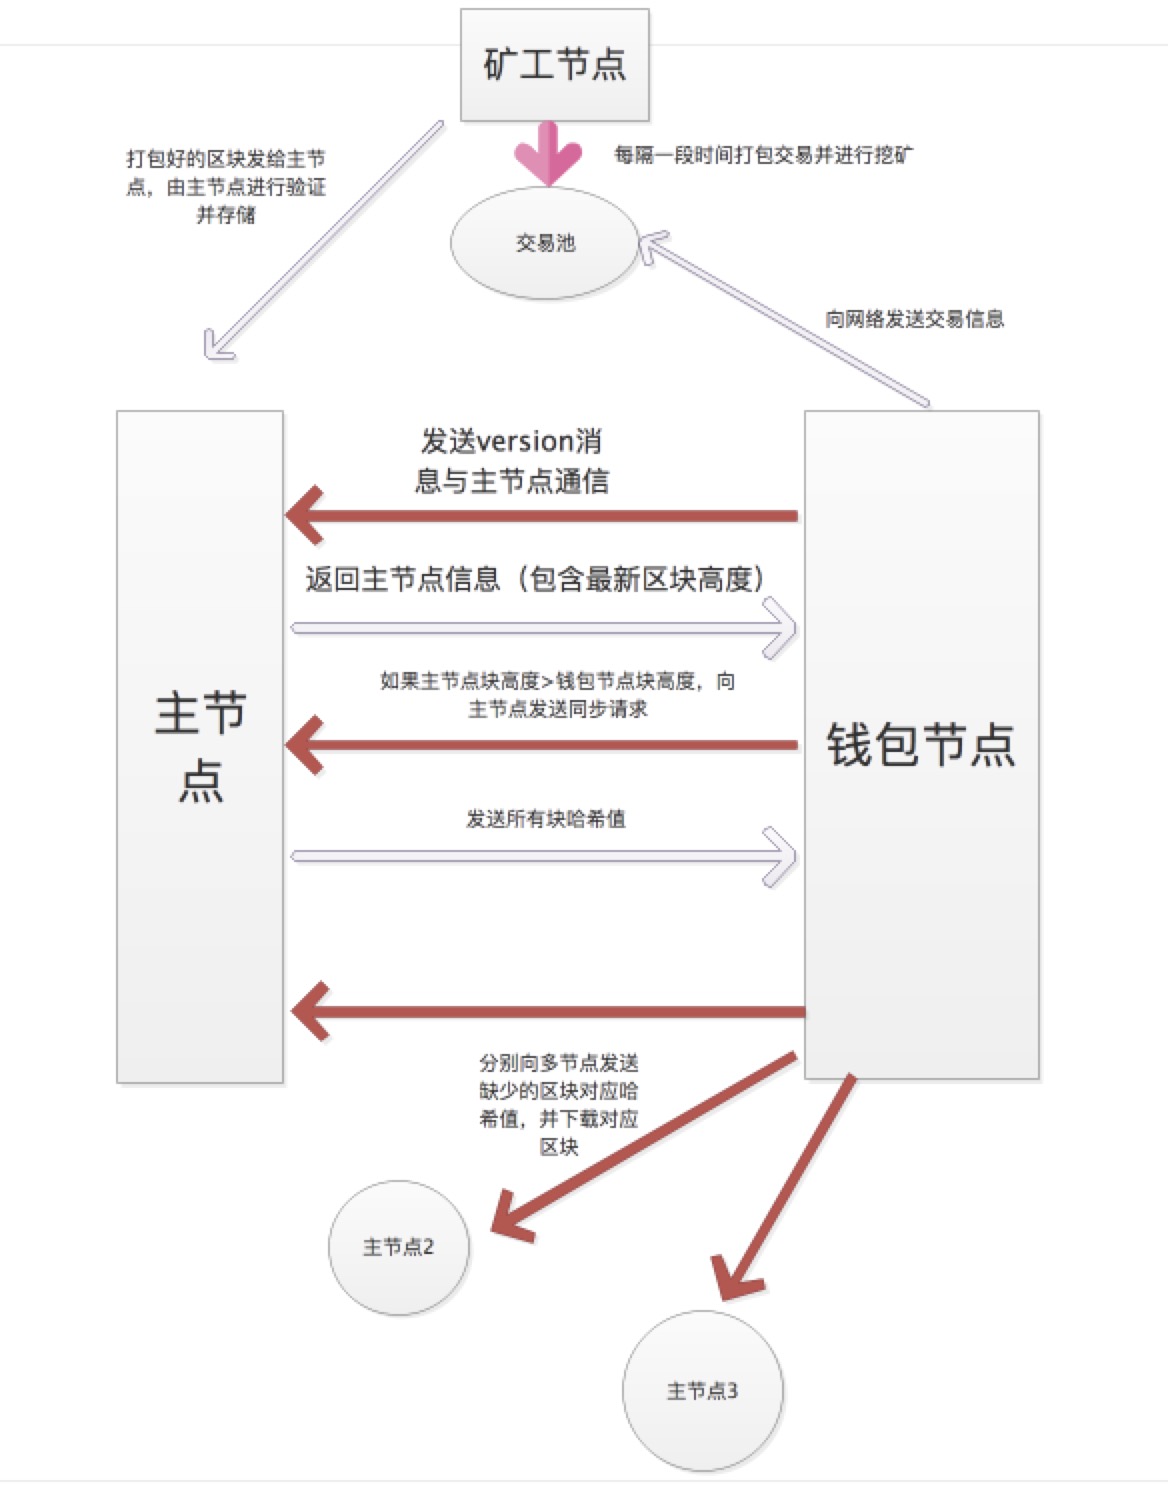 矿工节点
打包好的区块发给主节
点，由主节点进行验证
并存储
每隔一段时间打包交易并进行挖矿
交易池
向网络发送交易信息
发送version消
息与主节点通信
返回主节点信息（包含最新区块高度）
如果主节点块高度>钱包节点块高度，向
主节点发送同步请求
主节
点
钱包节点
发送所有块哈希值
分别向多节点发送
缺少的区块对应哈
希值，并下载对应
区块
主节点2
主节点3